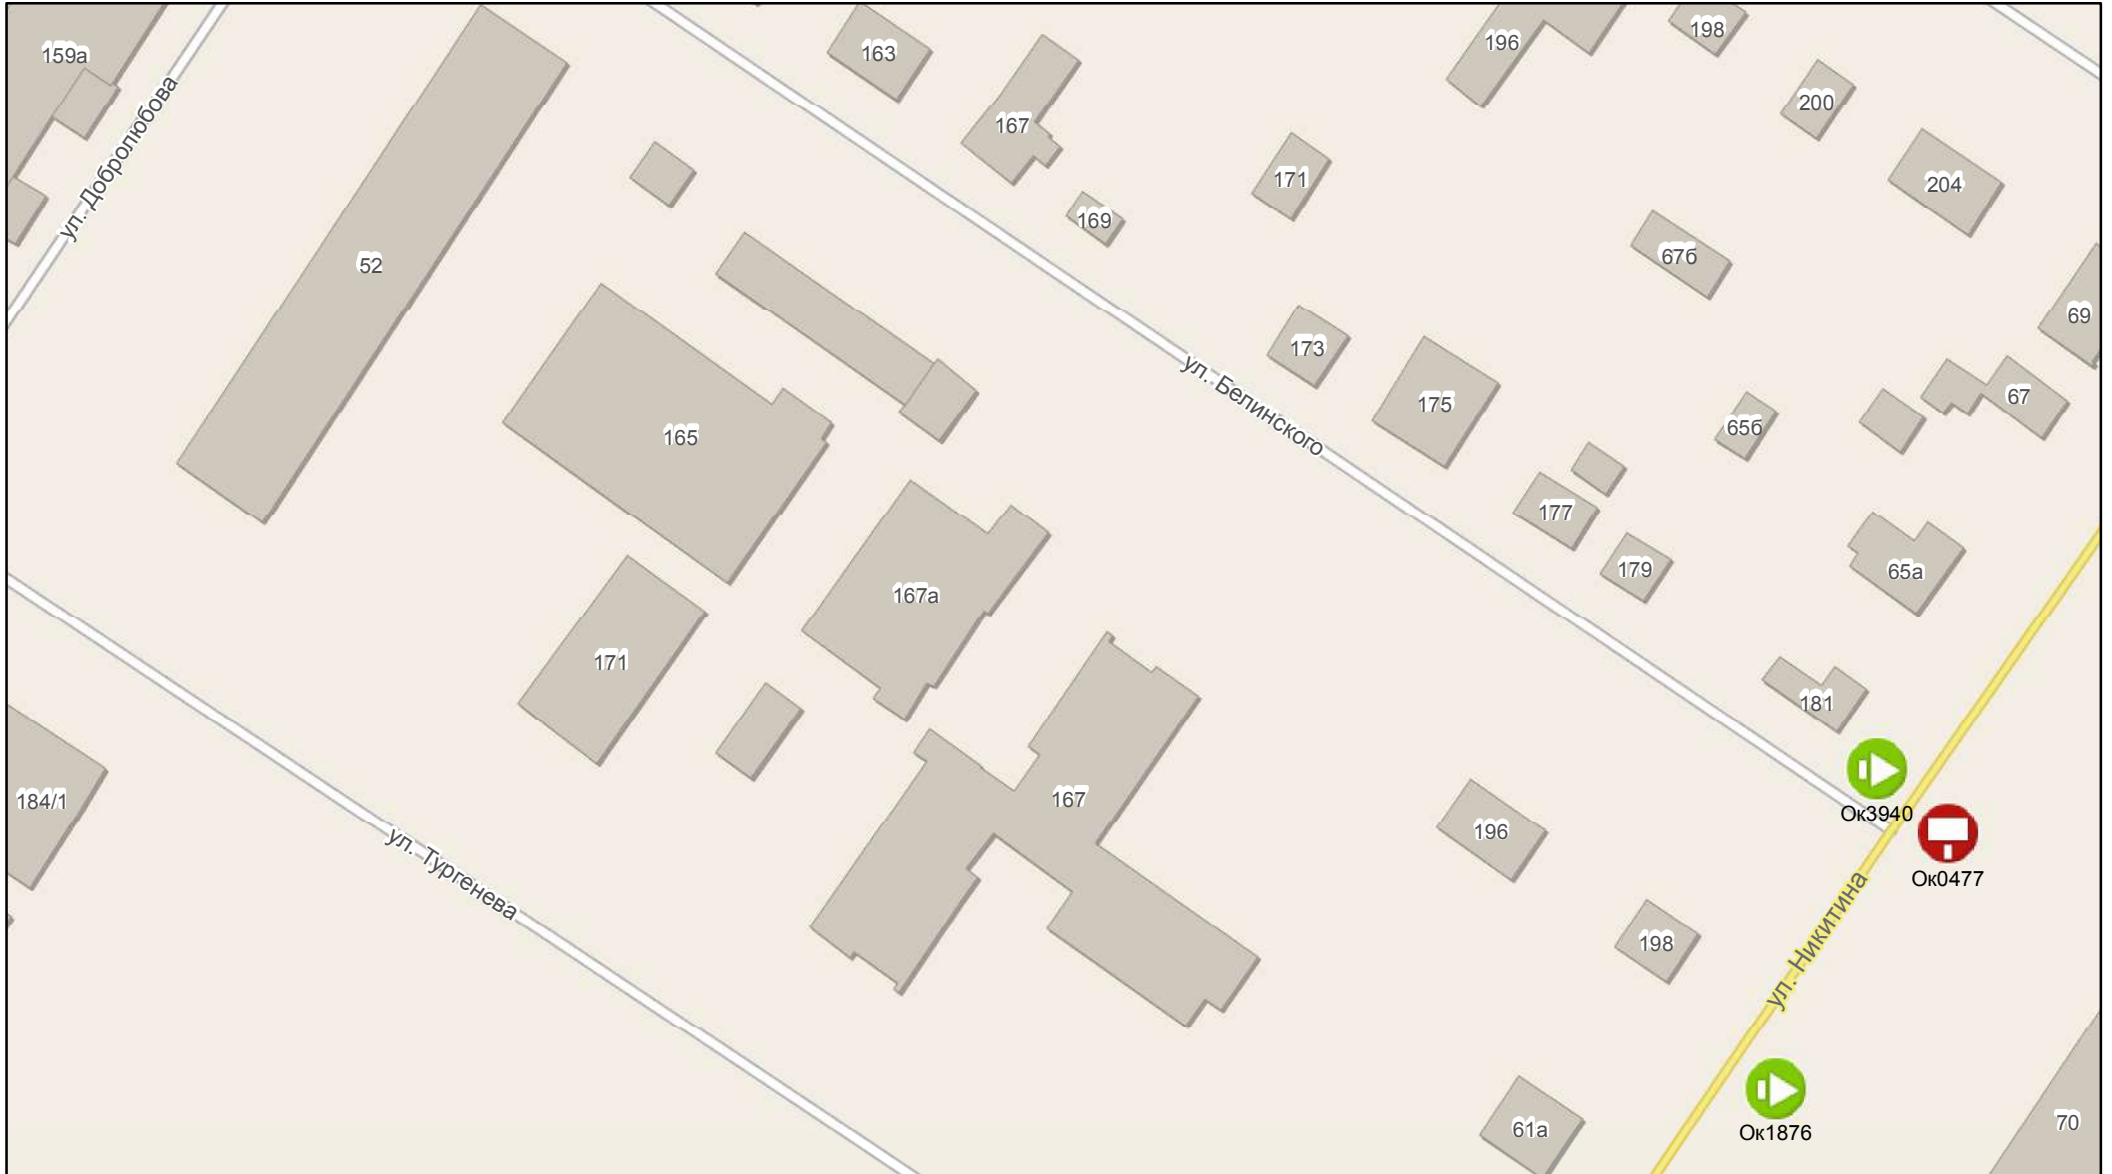 159а
163
196
198
167
200
ул. Добролюбова
171
204
169
52
67б
69
173
ул. Белинского
175
67
165
65б
177
179
65а
167а
171
181
184/1
167
Ок3940
196
ул. Тургенева
Ок0477
198
ул. Никитина
61а
Ок1876
70